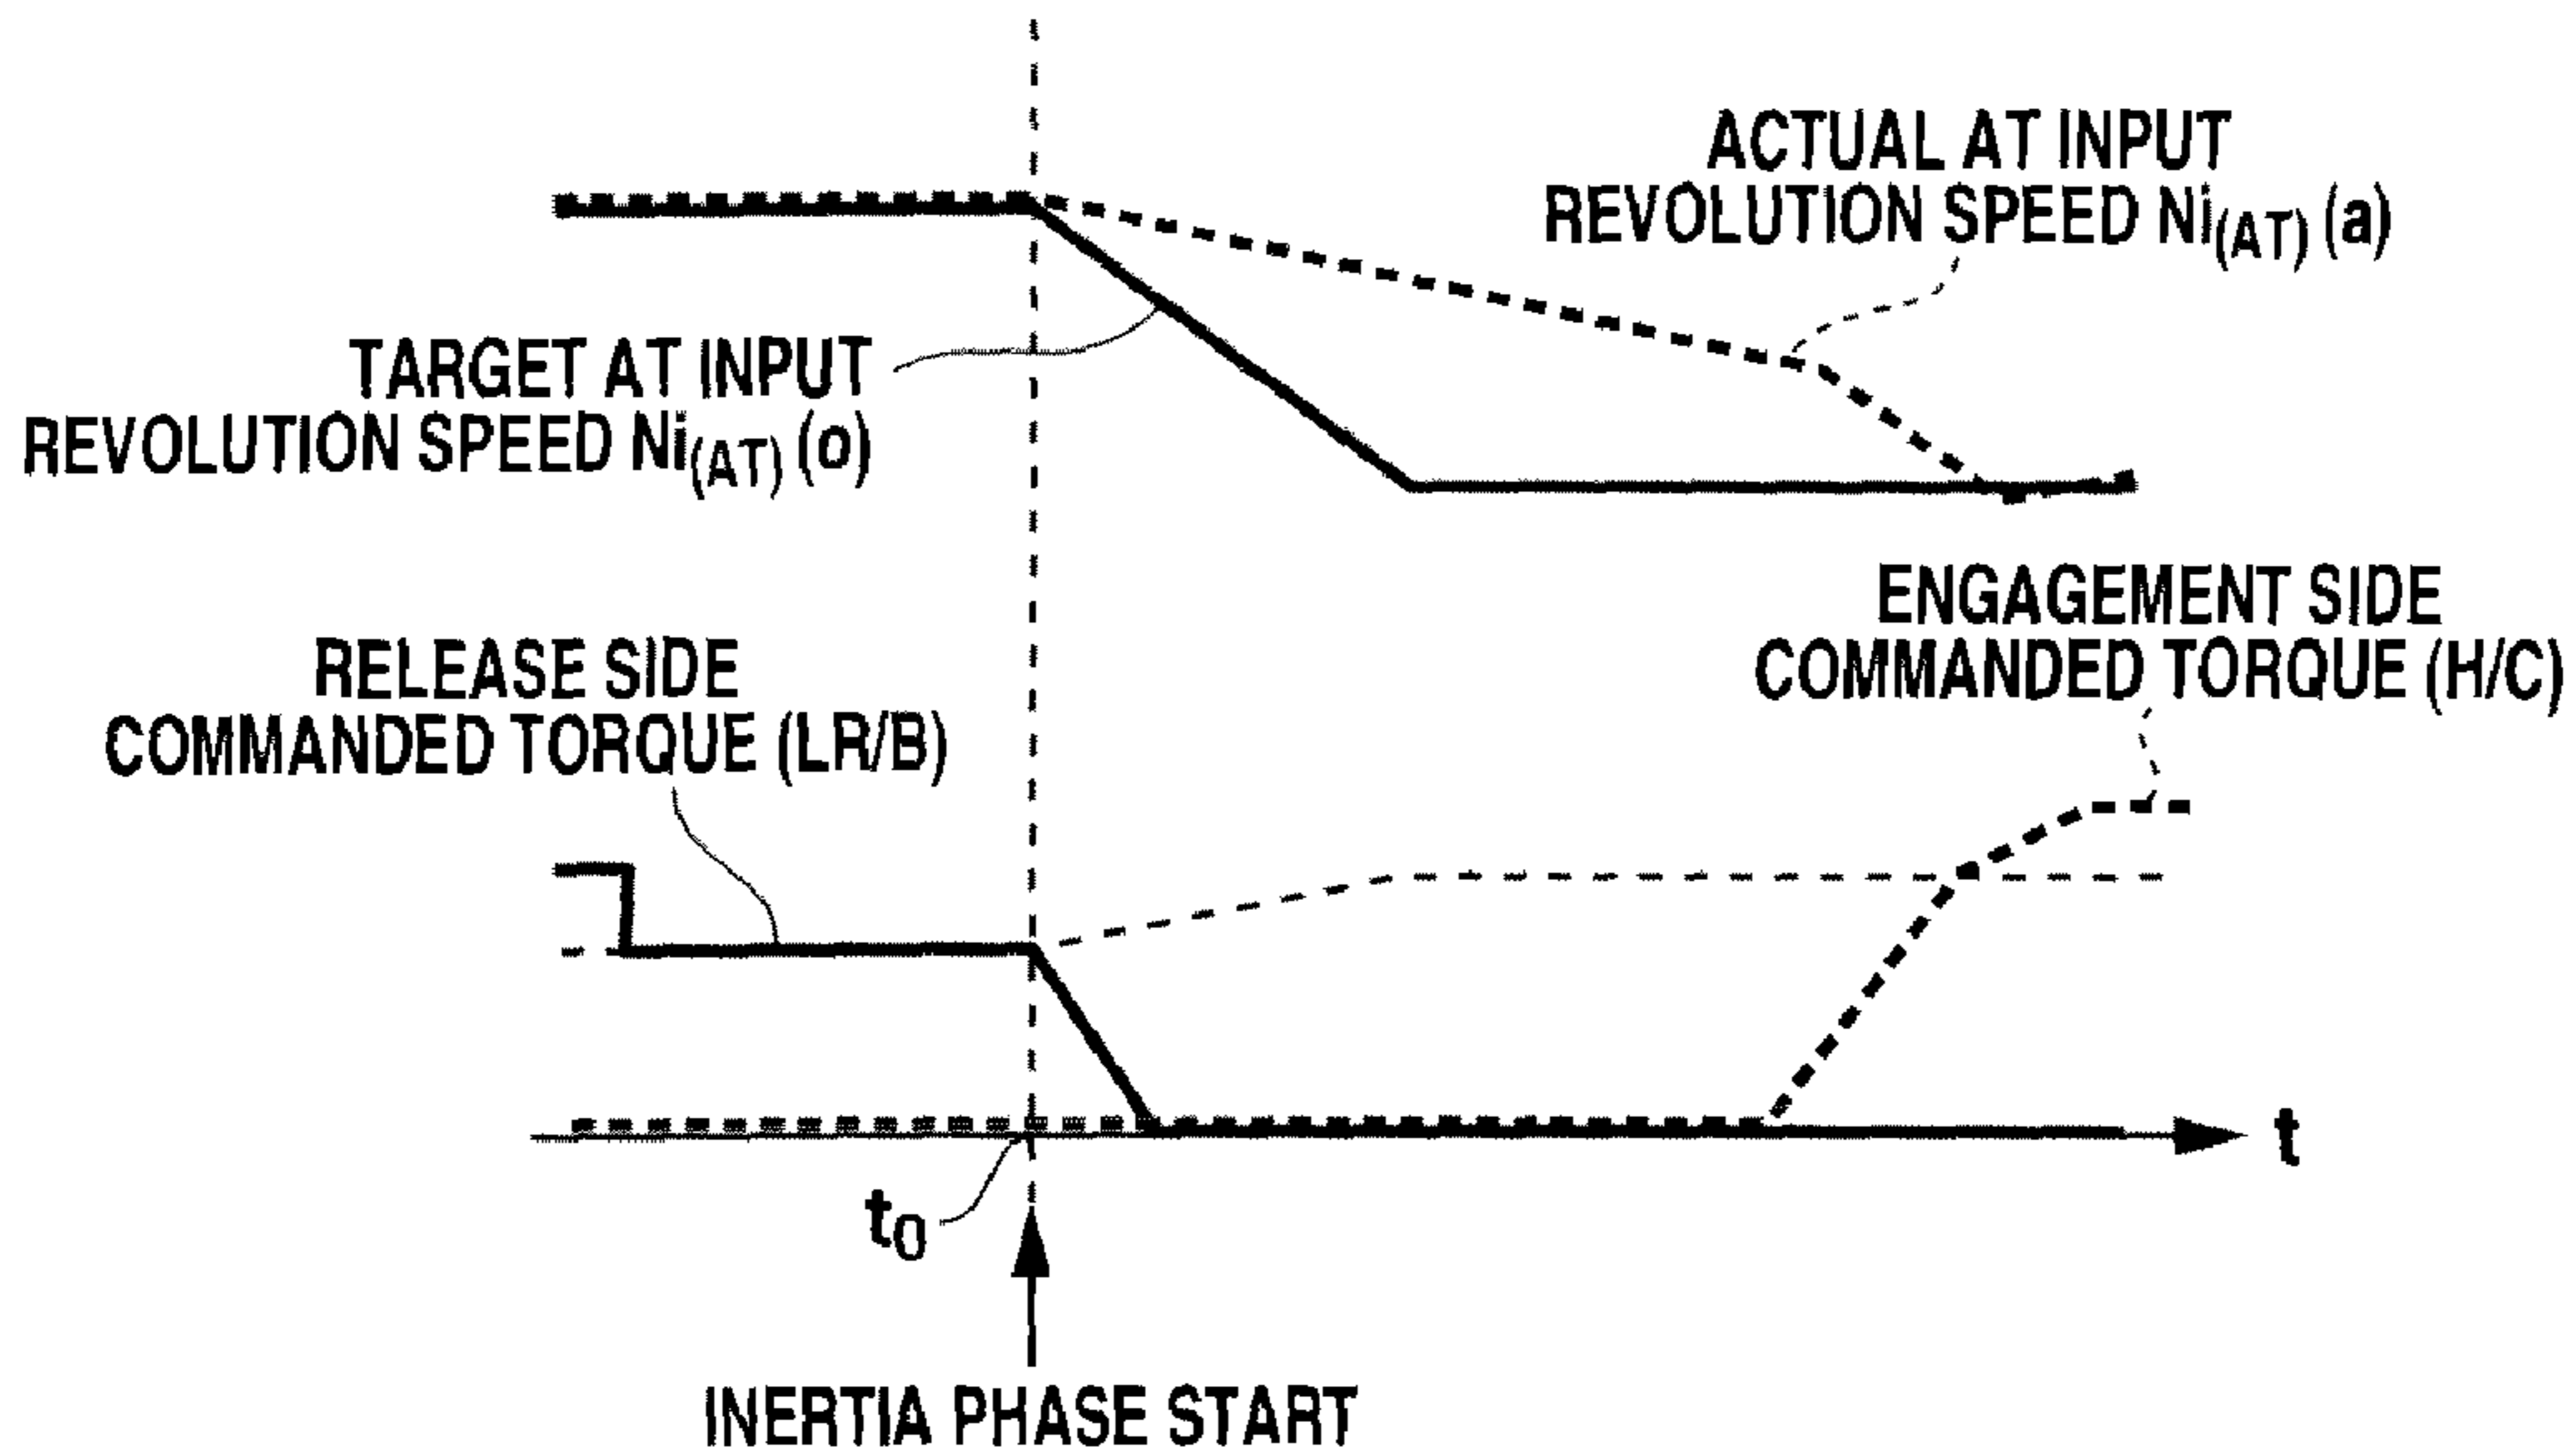 ACTUAL AT INPUT
REVOLUTION SPEED Ni(AT) (a)
TARGET AT INPUT
REVOLUTION SPEED Ni(AT) (o)
ENGAGEMENT SIDE
COMMANDED TORQUE (H/C)
RELEASE SIDE
COMMANDED TORQUE (LR/B)
t
t0
INERTIA PHASE START